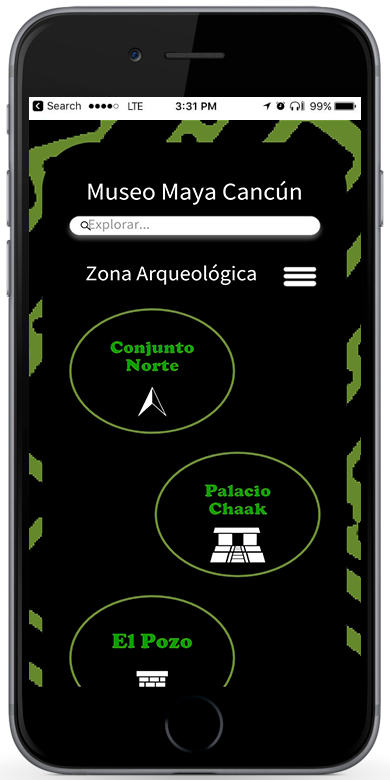 Search ●●●●○ LTE 3:31 PM 99%
Museo Maya Cancún
Explorar...
Zona Arqueológica
Conjunto
Norte
Palacio
Chaak
El Pozo